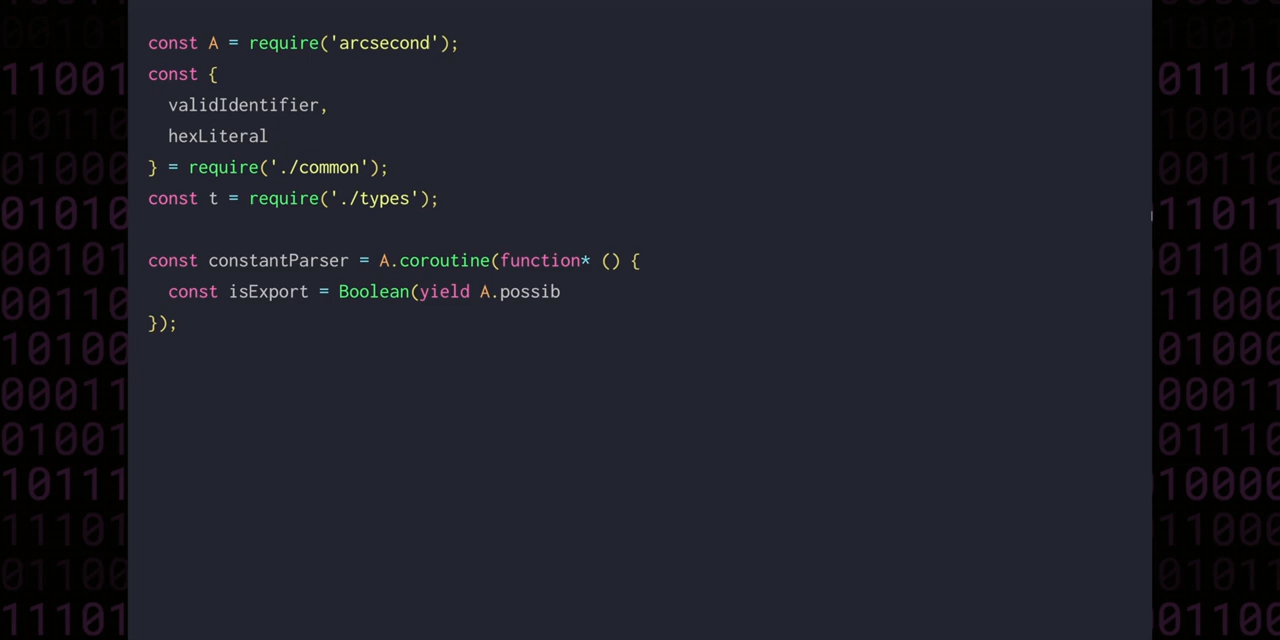 const A = require('arcsecond');
const {
  validIdentifier,
  hexLiteral
} = require('./common');
const t = require('./types');

const constantParser = A.coroutine(function* () {
  const isExport = Boolean(yield A.possib
});